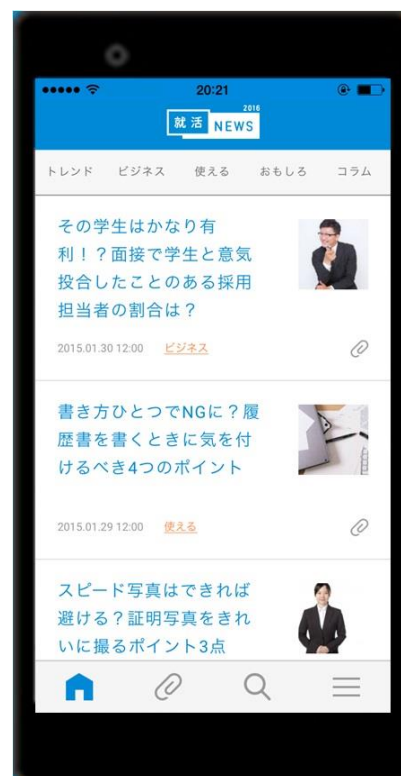 20:21
2016
就活 NEWS
トレンド ビジネス 使える おもしろ コラム
その学生はかなり有
利！？面接で学生と意気
投合したことのある採用
担当者の割合は？
2015.01.30 12:00 ビジネス
書き方ひとつでNGに？履
歴書を書くときに気を付
けるべき4つのポイント
2015.01.29 12:00 使える
スピード写真はできれば
避ける？証明写真をきれ
いに撮るポイント3点